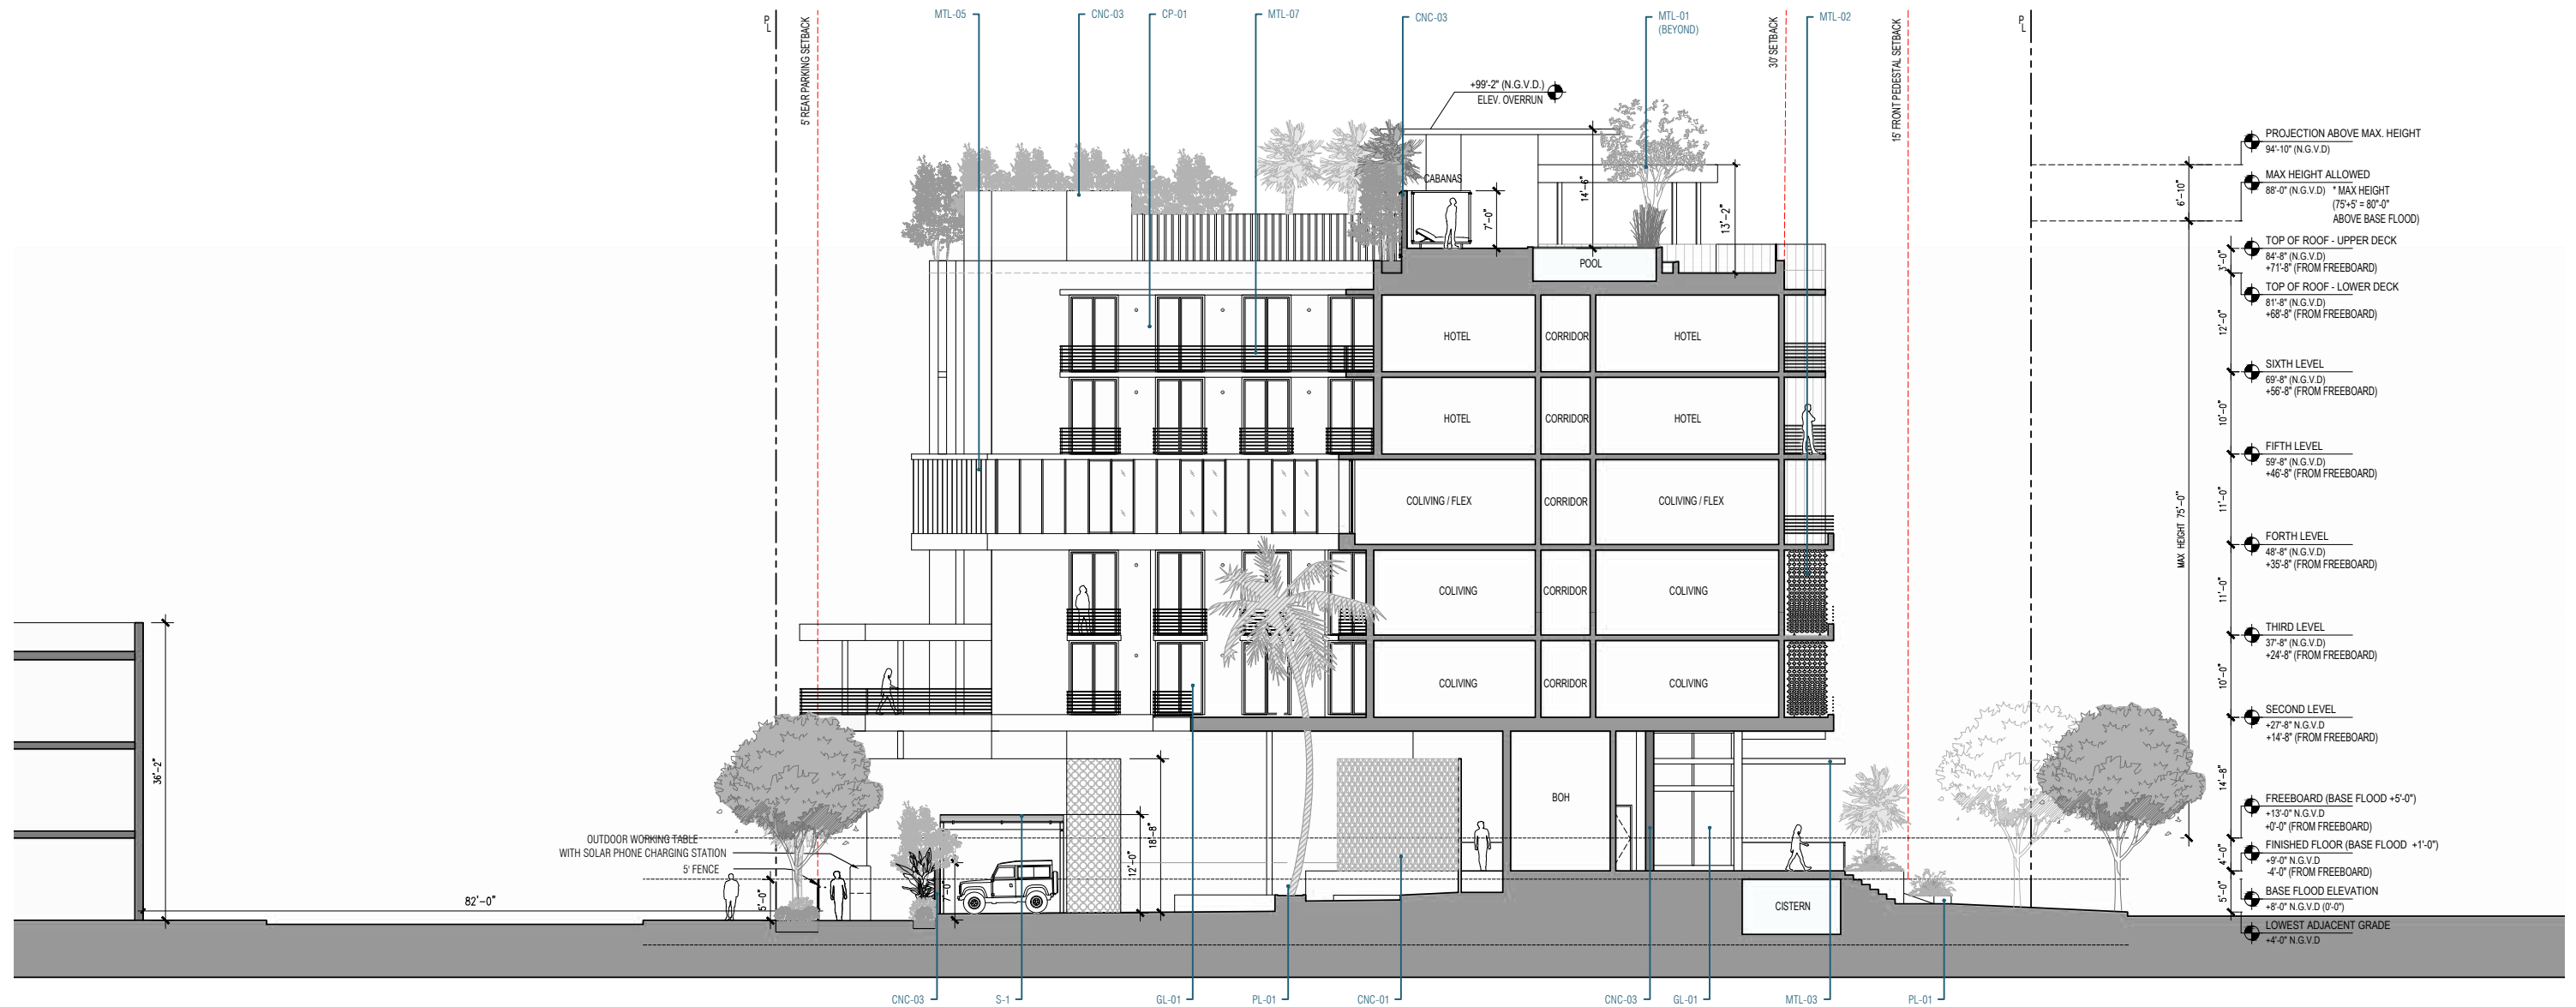 MTL-05
CNC-03
CP-01
MTL-07
CNC-03
MTL-01
(BEYOND)
MTL-02
PL
5' REAR PARKING SETBACK
30' SETBACK
15' FRONT PEDESTAL SETBACK
PL
+99'-2" (N.G.V.D.)
ELEV. OVERRUN
CABANAS
7'-0"
14'-6"
13'-2"
POOL
HOTEL
CORRIDOR
HOTEL
HOTEL
CORRIDOR
HOTEL
COLIVING / FLEX
CORRIDOR
COLIVING / FLEX
COLIVING
CORRIDOR
COLIVING
COLIVING
CORRIDOR
COLIVING
BOH
CISTERN
36'-2"
82'-0"
OUTDOOR WORKING TABLE
WITH SOLAR PHONE CHARGING STATION
5' FENCE
5'-0"
7'-0"
12'-0"
18'-8"
PROJECTION ABOVE MAX. HEIGHT
94'-10" (N.G.V.D)
MAX HEIGHT ALLOWED
88'-0" (N.G.V.D) * MAX HEIGHT
(75'+5' = 80"-0"
ABOVE BASE FLOOD)
TOP OF ROOF - UPPER DECK
84'-8" (N.G.V.D)
+71'-8" (FROM FREEBOARD)
TOP OF ROOF - LOWER DECK
81'-8" (N.G.V.D)
+68'-8" (FROM FREEBOARD)
SIXTH LEVEL
69'-8" (N.G.V.D)
+56'-8" (FROM FREEBOARD)
FIFTH LEVEL
59'-8" (N.G.V.D)
+46'-8" (FROM FREEBOARD)
FORTH LEVEL
48'-8" (N.G.V.D)
+35'-8" (FROM FREEBOARD)
THIRD LEVEL
37'-8" (N.G.V.D)
+24'-8" (FROM FREEBOARD)
SECOND LEVEL
+27'-8" N.G.V.D
+14'-8" (FROM FREEBOARD)
FREEBOARD (BASE FLOOD +5'-0")
+13'-0" N.G.V.D
+0'-0" (FROM FREEBOARD)
FINISHED FLOOR (BASE FLOOD +1'-0")
+9'-0" N.G.V.D
-4'-0" (FROM FREEBOARD)
BASE FLOOD ELEVATION
+8'-0" N.G.V.D (0'-0")
LOWEST ADJACENT GRADE
+4'-0" N.G.V.D
6'-10"
MAX HEIGHT 75'-0"
3'-0"
12'-0"
10'-0"
11'-0"
11'-0"
10'-0"
14'-8"
4'-0"
5'-0"
CNC-03
S-1
GL-01
PL-01
CNC-01
CNC-03
GL-01
MTL-03
PL-01